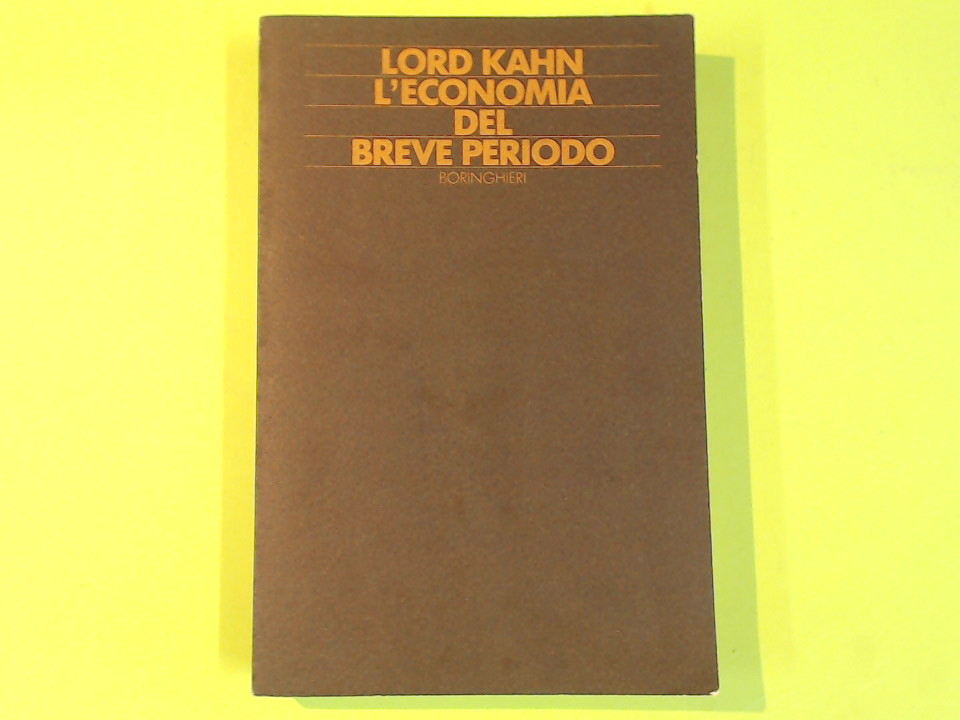 LORD KAHN
L'ECONOMIA
DEL
BREVE PERIODO
BORINGHIERI